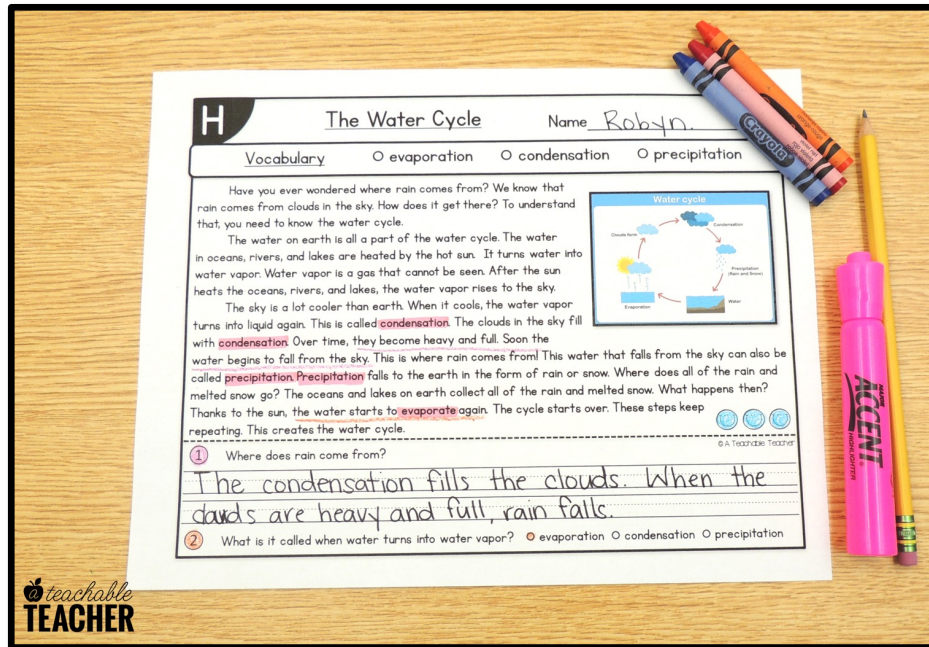 H
The Water Cycle
Name Robyn.
Vocabulary O evaporation O condensation O precipitation
Have you ever wondered where rain comes from? We know that
rain comes from clouds in the sky. How does it get there? To understand
that, you need to know the water cycle.
The water on earth is all a part of the water cycle. The water
in oceans, rivers, and lakes are heated by the hot sun. It turns water into
water vapor. Water vapor is a gas that cannot be seen. After the sun
heats the oceans, rivers, and lakes, the water vapor rises to the sky.
The sky is a lot cooler than earth. When it cools, the water vapor
turns into liquid again. This is called condensation. The clouds in the sky fill
with condensation. Over time, they become heavy and full. Soon the
water begins to fall from the sky. This is where rain comes from! This water that falls from the sky can also be
called precipitation. Precipitation falls to the earth in the form of rain or snow. Where does all of the rain and
melted snow go? The oceans and lakes on earth collect all of the rain and melted snow. What happens then?
Thanks to the sun, the water starts to evaporate again. The cycle starts over. These steps keep
repeating. This creates the water cycle.
Water cycle
Clouds form
Condensation
Precipitation
(Rain and Snow)
Evaporation
Water
© A Teachable Teacher
1 Where does rain come from?
The condensation fills the clouds. When the
clouds are heavy and full, rain falls.
2 What is it called when water turns into water vapor? O evaporation O condensation O precipitation
Crayola
ACCENT
HIGHLIGHTER
a teachable
TEACHER